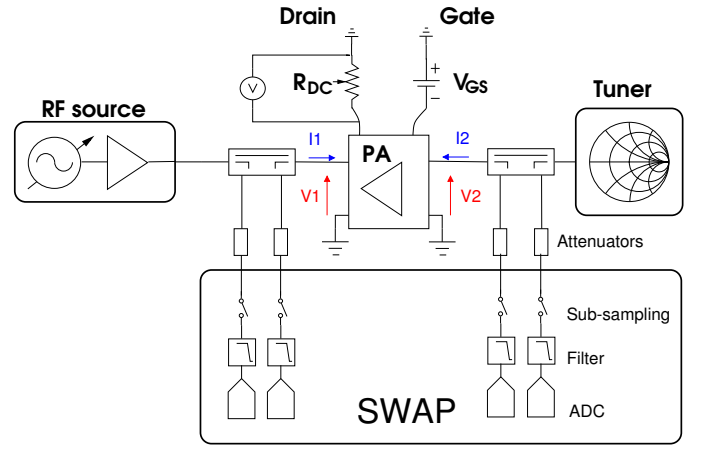 Drain
Gate
V
RDC
+
VGS
−
Tuner
RF source
I1
PA
I2
V1
V2
Attenuators
Sub-sampling
Filter
SWAP
ADC